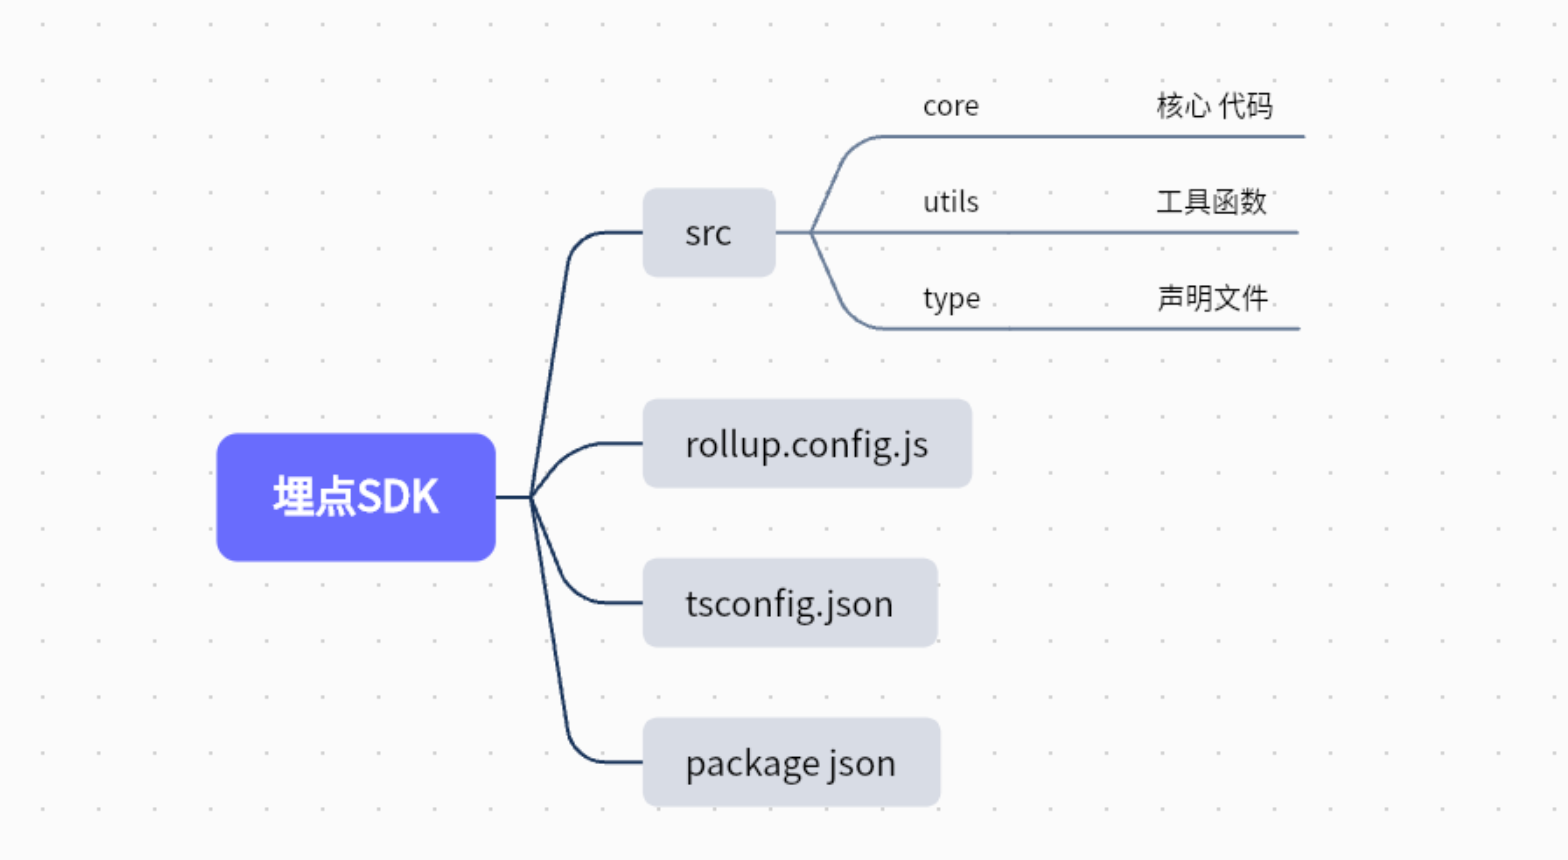 core 核心 代码
utils 工具函数
src
type 声明文件
rollup.config.js
埋点SDK
tsconfig.json
package json